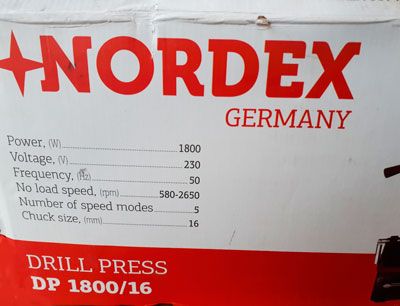 NORDEX
GERMANY
Power, (W) 1800
Voltage, (V) 230
Frequency, (Hz) 50
No load speed, (rpm) 580-2650
Number of speed modes 5
Chuck size, (mm) 16
DRILL PRESS
DP 1800/16